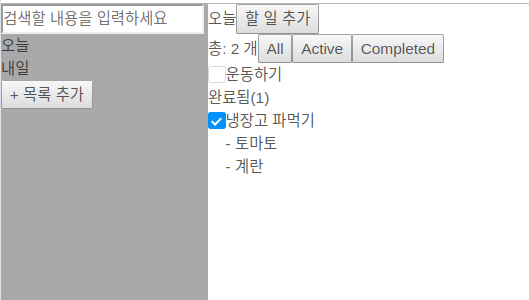 검색할 내용을 입력하세요
오늘
내일
+ 목록 추가
오늘 할 일 추가
총: 2 개 All Active Completed
운동하기
완료됨(1)
냉장고 파먹기
- 토마토
- 계란